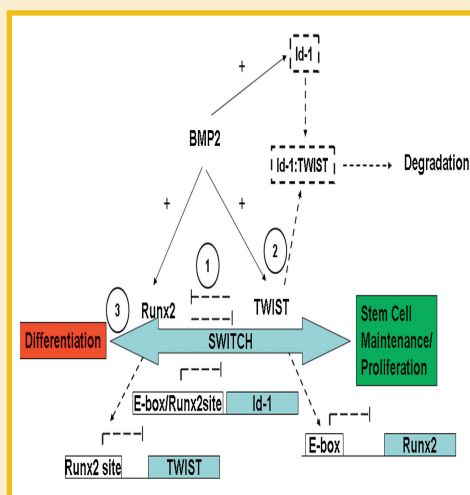 Id-1
+
BMP2
Id-1:TWIST
Degradation
+
+
2
1
3
Runx2
TWIST
Stem Cell
Maintenance/
Proliferation
Differentiation
SWITCH
E-box/Runx2site
Id-1
E-box
Runx2
Runx2 site
TWIST